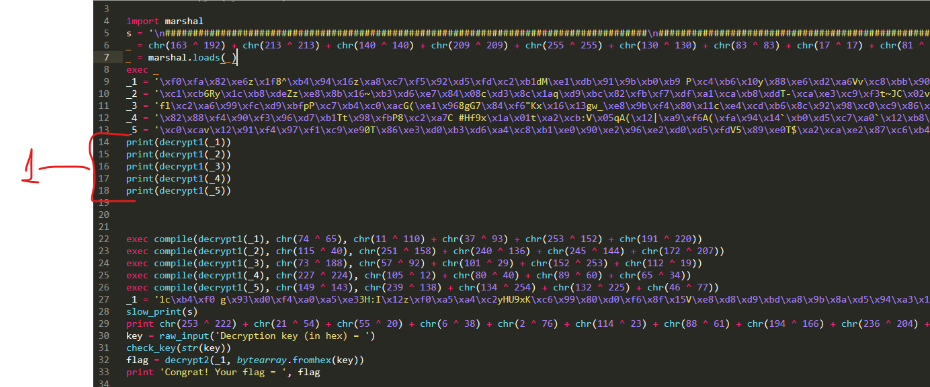 3
4
5
6
7
8
9
10
11
12
13
14
15
16
17
18
19
20
21
22
23
24
25
26
27
28
29
30
31
32
33
34
import marshal
s = '\n####################################################################################\n################################################
_ = chr(163 ^ 192) + chr(213 ^ 213) + chr(140 ^ 140) + chr(209 ^ 209) + chr(255 ^ 255) + chr(130 ^ 130) + chr(83 ^ 83) + chr(17 ^ 17) + chr(81 ^
_ = marshal.loads(_)
exec _
_1 = '\xf0\xfa\x82\xe6z\x1f8^\xb4\x94\x16z\xa8\xc7\xf5\x92\xd5\xfd\xc2\xb1dM\xe1\xdb\x91\x9b\xb0\xb9 P\xc4\xb6\x10y\x88\xe6\xd2\xa6Vv\xc8\xbb\x90
_2 = '\xc1\xcb6Ry\x1c\xb8\xdeZz\xe8\x8b\x16~\xb3\xd6\xe7\x84\x08c\xd3\x8c\x1aq\xd9\xbc\x82\xfb\xf7\xdf\xa1\xca\xb8\xddT-\xca\xe3\xc9\xf3t~JC\x02v
_3 = 'f1\xc2\xa6\x99\xfc\xd9\xbfpP\xc7\xb4\xc0\xacG(\xe1\x968gG7\x84\xf6"Kx\x16\x13gw_\xe8\x9b\xf4\x80\x11c\xe4\xcd\xb6\x8c\x92\x98\xc0\xc9\x86
_4 = '\x82\x88\xf4\x90\xf3\x96\xd7\xb1Tt\x98\xfbP8\xc2\xa7C #Hf9x\x1a\x01t\xa2\xcb:V\x05qA(\x12|\xa9\xf6A(\xfa\x94\x14`\xb0\xd5\xc7\xa0`\x12\xb8\
_5 = '\xc0\xcav\x12\x91\xf4\x97\xf1\xc9\xe90T\x86\xe3\xd0\xb3\xd6\xa4\xc8\xb1\xe0\x90\xe2\x96\xe2\xd0\xd5\xfdV5\x89\xe0T$\xa2\xca\xe2\x87\xc6\xb4
print(decrypt1(_1))
print(decrypt1(_2))
print(decrypt1(_3))
print(decrypt1(_4))
print(decrypt1(_5))
1
exec compile(decrypt1(_1), chr(74 ^ 65), chr(11 ^ 110) + chr(37 ^ 93) + chr(253 ^ 152) + chr(191 ^ 220))
exec compile(decrypt1(_2), chr(115 ^ 40), chr(251 ^ 158) + chr(240 ^ 136) + chr(245 ^ 144) + chr(172 ^ 207))
exec compile(decrypt1(_3), chr(73 ^ 188), chr(57 ^ 92) + chr(101 ^ 29) + chr(152 ^ 253) + chr(112 ^ 19))
exec compile(decrypt1(_4), chr(227 ^ 224), chr(105 ^ 12) + chr(80 ^ 40) + chr(89 ^ 60) + chr(65 ^ 34))
exec compile(decrypt1(_5), chr(149 ^ 143), chr(239 ^ 138) + chr(134 ^ 254) + chr(132 ^ 225) + chr(46 ^ 77))
_1 = '1c\xb4\xf0 g\x93\xd0\xf4\xa0\xa5\xe33H:I\x12z\xf0\xa5\xa4\xc2yHU9xK\xc6\x99\x80\xd0\xf6\x8f\x15V\xe8\xd8\xd9\xbd\xa8\x9b\x8a\xd5\x94\xa3\x1
slow_print(s)
print chr(253 ^ 222) + chr(21 ^ 54) + chr(55 ^ 20) + chr(6 ^ 38) + chr(2 ^ 76) + chr(114 ^ 23) + chr(88 ^ 61) + chr(194 ^ 166) + chr(236 ^ 204) +
key = raw_input('Decryption key (in hex) = ')
check_key(str(key))
flag = decrypt2(_1, bytearray.fromhex(key))
print 'Congrat! Your flag = ', flag